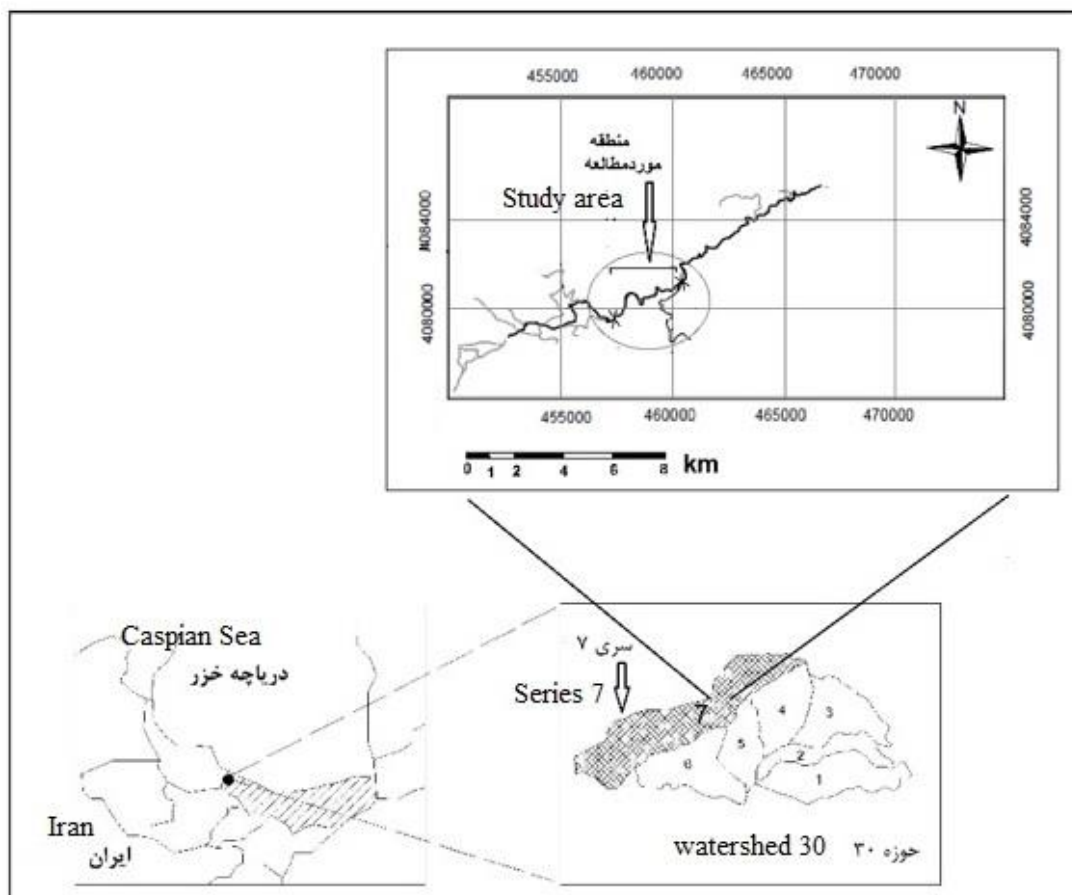 455000 460000 465000 470000
N
منطقه
موردمطالعه
Study area
4084000
4084000
4080000
4080000
455000 460000 465000 470000
0 1 2 4 6 8 km
Caspian Sea
دریاچه خزر
Iran
ایران
سری ۷
Series 7
7
4
3
5
2
6
1
watershed 30 حوزه ۳۰